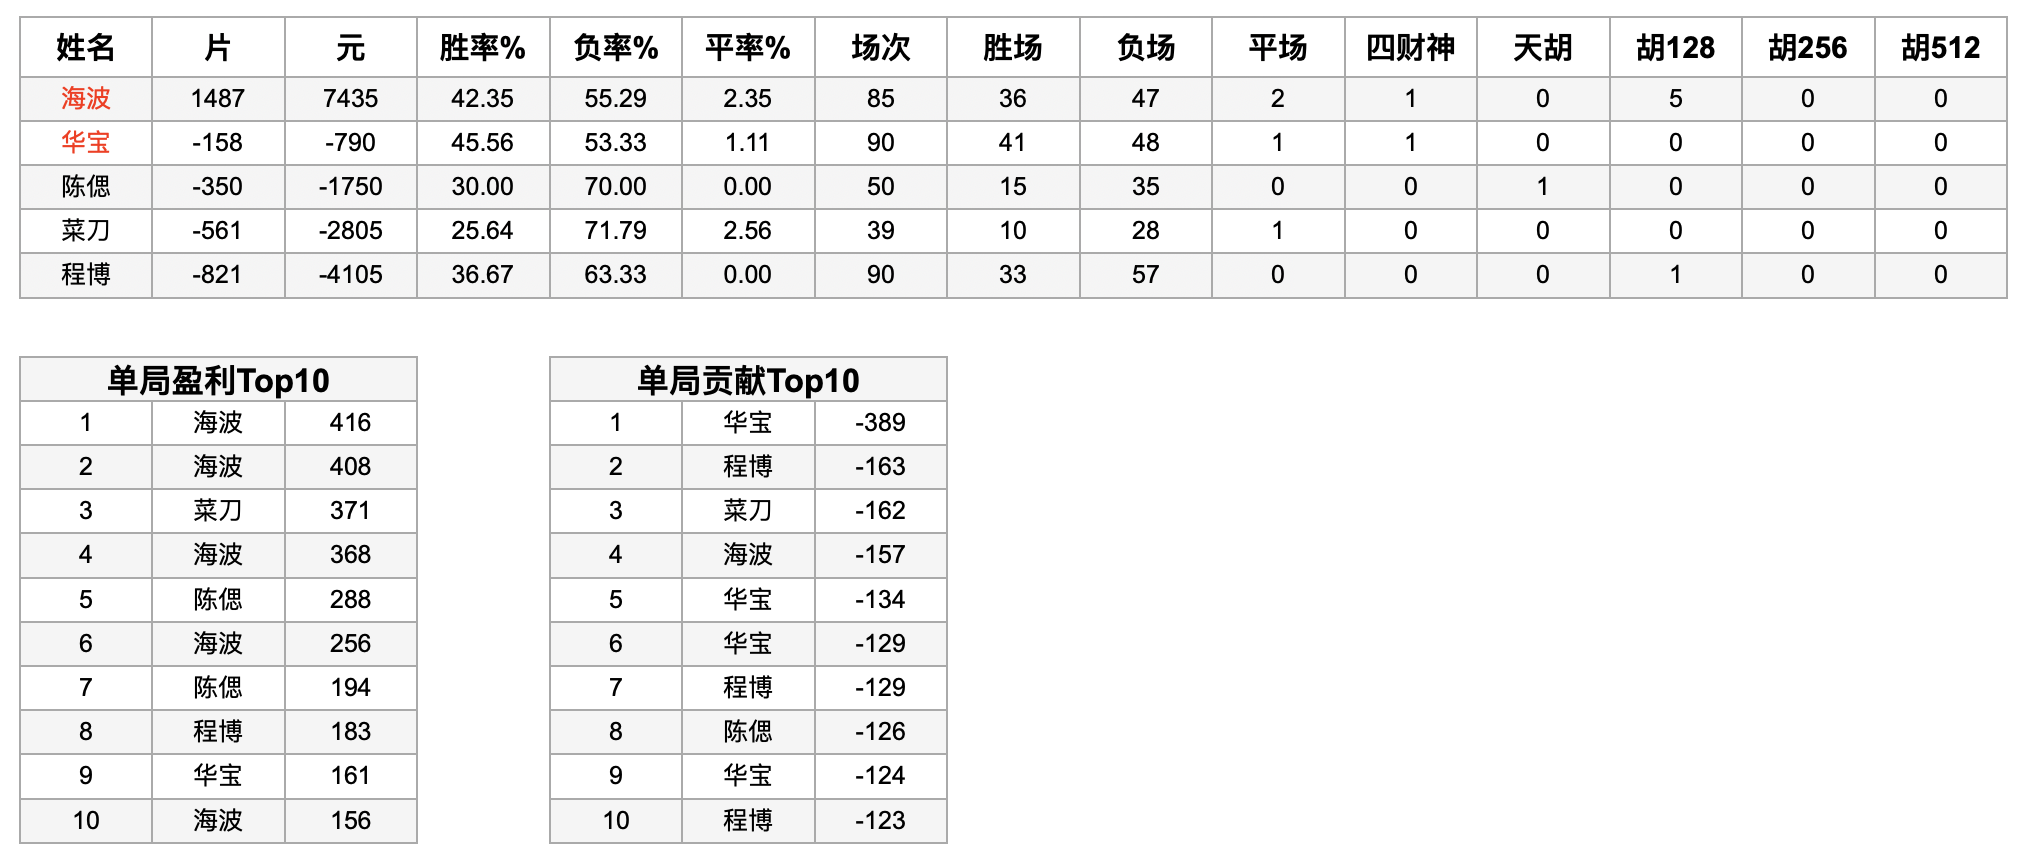 姓名 片 元 胜率% 负率% 平率% 场次 胜场 负场 平场 四财神 天胡 胡128 胡256 胡512
海波 1487 7435 42.35 55.29 2.35 85 36 47 2 1 0 5 0 0
华宝 -158 -790 45.56 53.33 1.11 90 41 48 1 1 0 0 0 0
陈偲 -350 -1750 30.00 70.00 0.00 50 15 35 0 0 1 0 0 0
菜刀 -561 -2805 25.64 71.79 2.56 39 10 28 1 0 0 0 0 0
程博 -821 -4105 36.67 63.33 0.00 90 33 57 0 0 0 1 0 0
单局盈利Top10
1 海波 416
2 海波 408
3 菜刀 371
4 海波 368
5 陈偲 288
6 海波 256
7 陈偲 194
8 程博 183
9 华宝 161
10 海波 156
单局贡献Top10
1 华宝 -389
2 程博 -163
3 菜刀 -162
4 海波 -157
5 华宝 -134
6 华宝 -129
7 程博 -129
8 陈偲 -126
9 华宝 -124
10 程博 -123